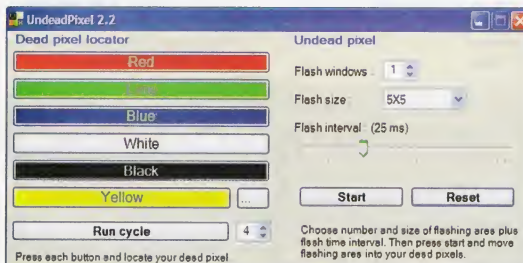 UndeadPixel 2.2
Dead pixel locator
Red
Blue
White
Black
Yellow
...
Run cycle
4
Press each button and locate your dead pixel
Undead pixel
Flash windows :
1
Flash size :
5X5
Flash interval : (25 ms)
Start
Reset
Choose number and size of flashing area plus
flash time interval. Then press start and move
flashing area into your dead pixels.